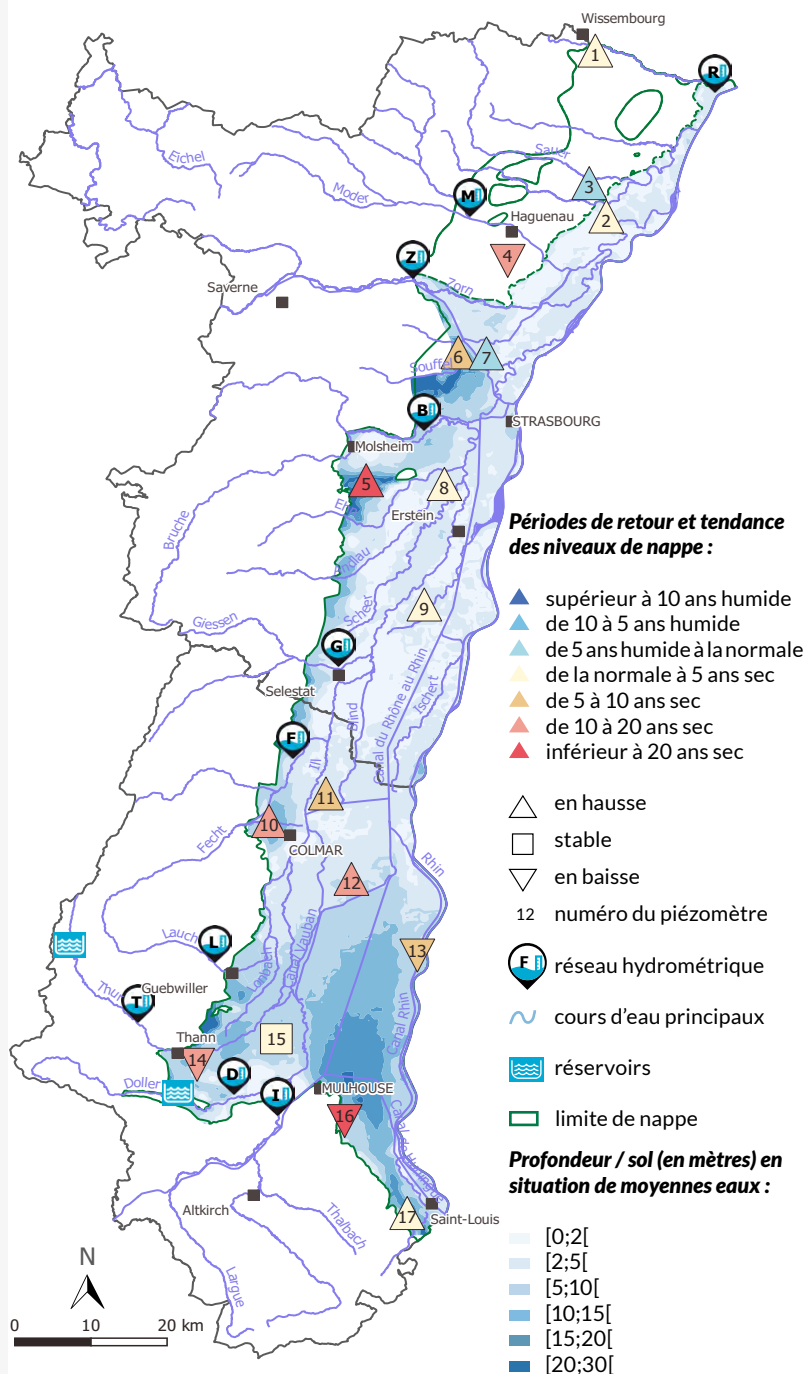 Wissembourg
1
R
Sauer
Eichel
Moder
M
3
2
Haguenau
4
Z
Zorn
Saverne
6
7
Souffel
B
STRASBOURG
Molsheim
5
8
Erstein
Bruche
Andlau
Scheer
9
Giessen
G
Selestat
Blind
Canal du Rhône au Rhin
Ischert
F
Ill
11
10
Fecht
COLMAR
12
Rhin
Lauch
L
Canal Vauban
13
Guebwiller
Thur
T
Canal Rhin
Thann
14
15
D
Doller
I
MULHOUSE
16
Canal de Huningue
Altkirch
Thalbach
17
Saint-Louis
Largue
N
0 10 20 km
Périodes de retour et tendance
des niveaux de nappe :
supérieur à 10 ans humide
de 10 à 5 ans humide
de 5 ans humide à la normale
de la normale à 5 ans sec
de 5 à 10 ans sec
de 10 à 20 ans sec
inférieur à 20 ans sec
en hausse
stable
en baisse
12 numéro du piézomètre
F réseau hydrométrique
cours d'eau principaux
réservoirs
limite de nappe
Profondeur / sol (en mètres) en
situation de moyennes eaux :
[0;2[
[2;5[
[5;10[
[10;15[
[15;20[
[20;30[